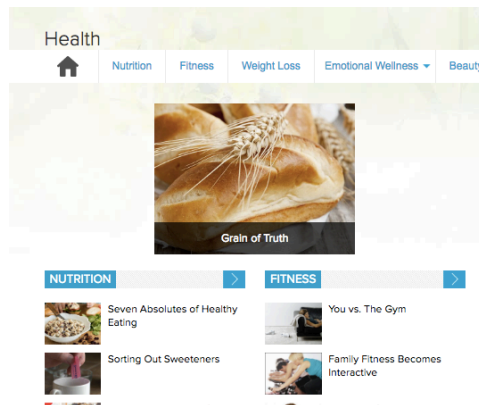 Health
Nutrition Fitness Weight Loss Emotional Wellness Beauty
Grain of Truth
NUTRITION
FITNESS
Seven Absolutes of Healthy
Eating
You vs. The Gym
Sorting Out Sweeteners
Family Fitness Becomes
Interactive